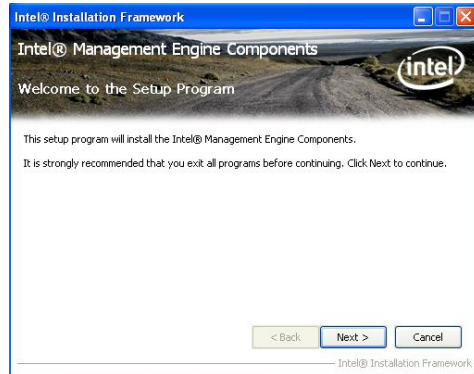 Intel® Installation Framework
Intel® Management Engine Components
intel
Welcome to the Setup Program
This setup program will install the Intel® Management Engine Components.
It is strongly recommended that you exit all programs before continuing. Click Next to continue.
< Back
Next >
Cancel
Intel® Installation Framework